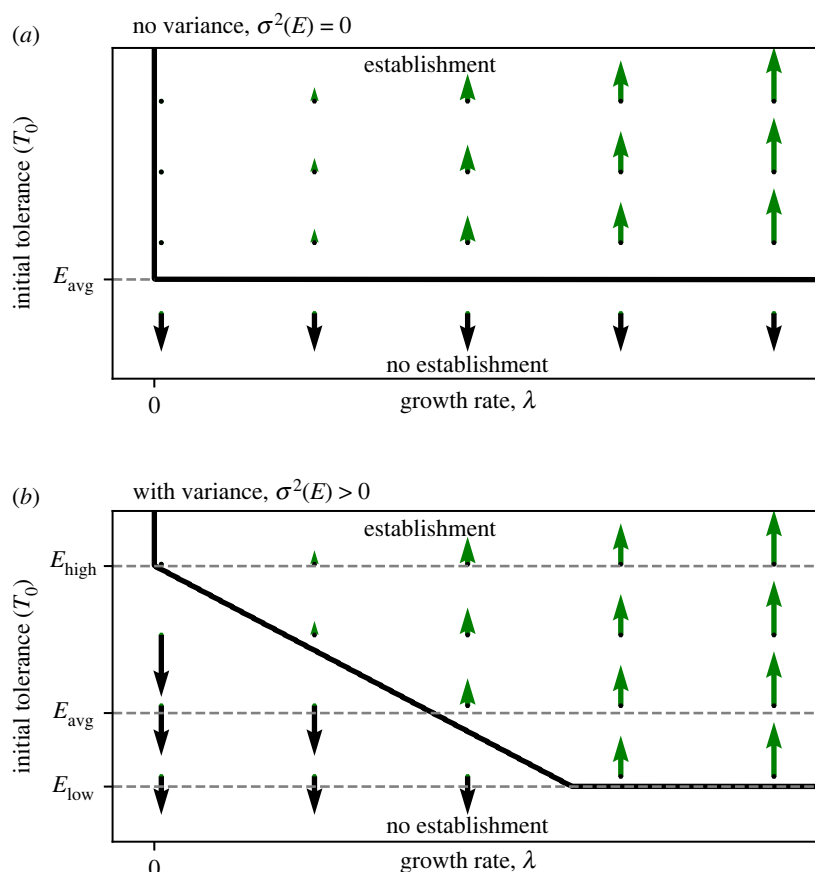 (a)
no variance, σ²(E) = 0
establishment
initial tolerance (T₀)
E_avg
no establishment
0
growth rate, λ
(b)
with variance, σ²(E) > 0
establishment
E_high
initial tolerance (T₀)
E_avg
E_low
no establishment
0
growth rate, λ